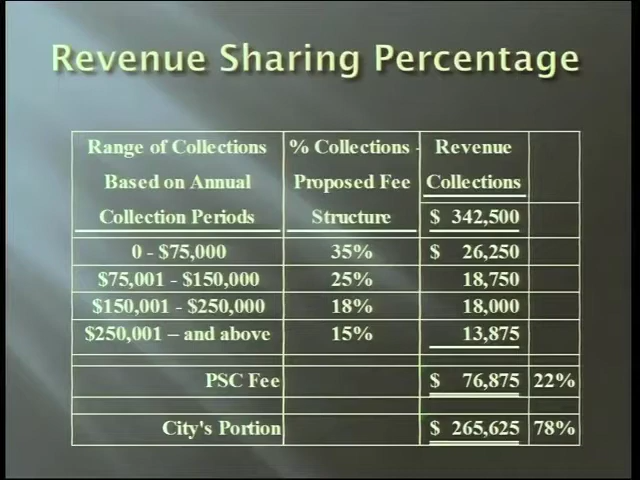 Revenue Sharing Percentage
Range of Collections Based on Annual Collection Periods % Collections - Proposed Fee Structure Revenue Collections $ 342,500
0 - $75,000 35% $ 26,250
$75,001 - $150,000 25% 18,750
$150,001 - $250,000 18% 18,000
$250,001 – and above 15% 13,875
PSC Fee $ 76,875 22%
City's Portion $ 265,625 78%